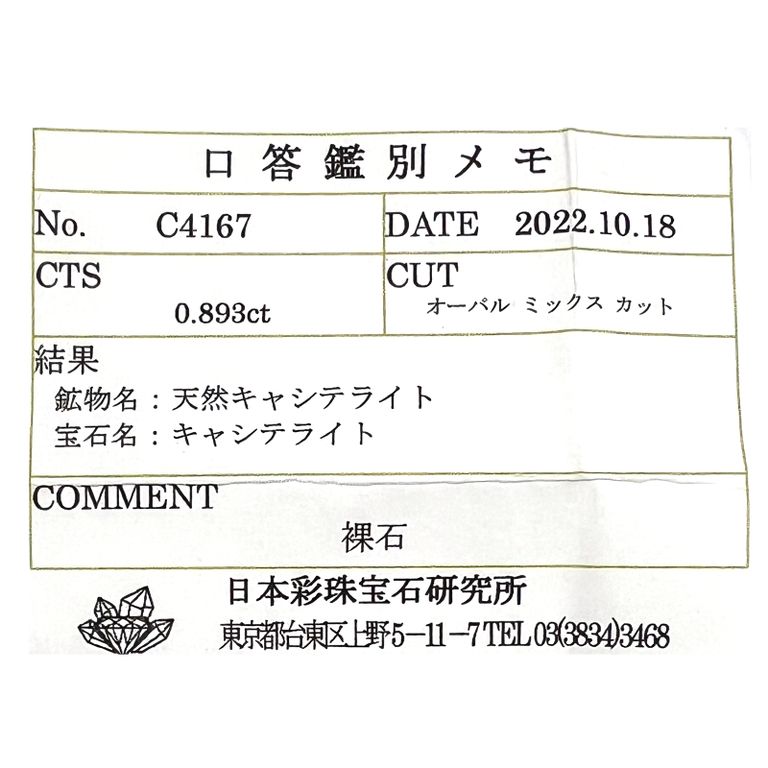 口答鑑別メモ
No. C4167 DATE 2022.10.18
CTS CUT
0.893ct オーバル ミックス カット
結果
鉱物名：天然キャシテライト
宝石名：キャシテライト
COMMENT
裸石
日本彩珠宝石研究所
東京都台東区上野5－11－7 TEL 03(3834)3468